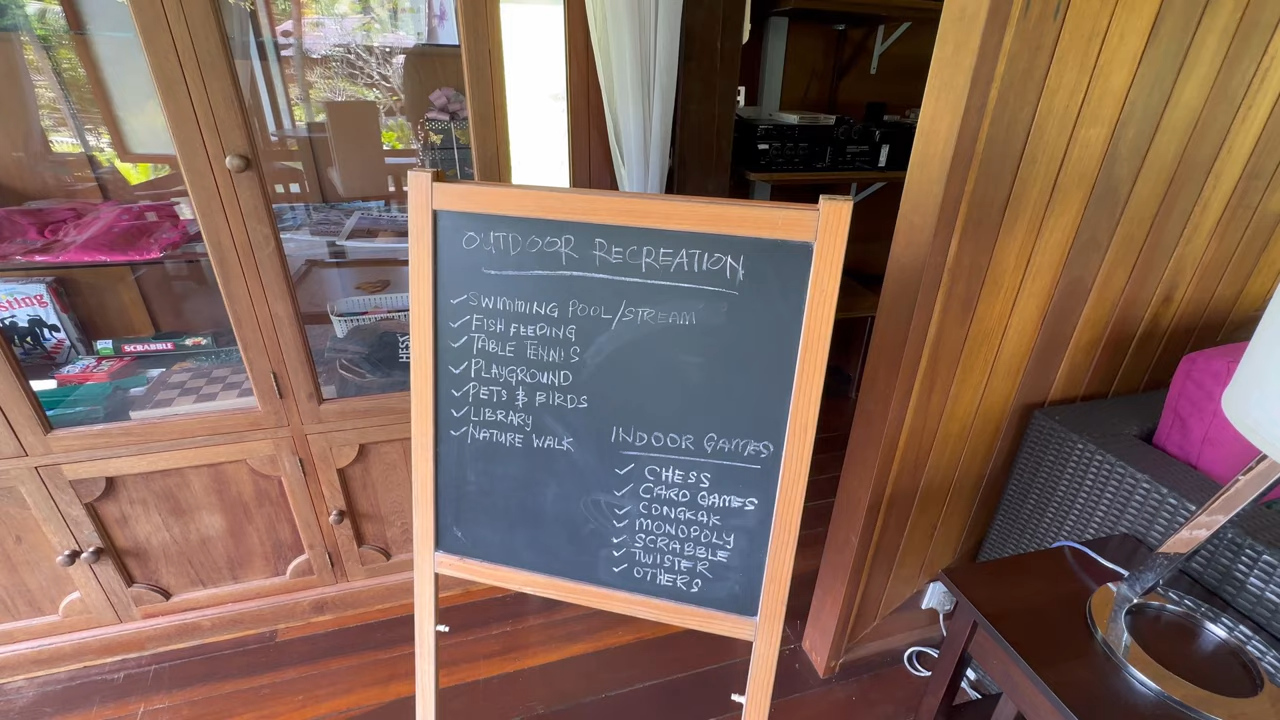 OUTDOOR RECREATION
✓ SWIMMING POOL/STREAM
✓ FISH FEEDING
✓ TABLE TENNIS
✓ PLAYGROUND
✓ PETS & BIRDS
✓ LIBRARY
✓ NATURE WALK
INDOOR GAMES
✓ CHESS
✓ CARD GAMES
✓ CONGKAK
✓ MONOPOLY
✓ SCRABBLE
✓ TWISTER
✓ OTHERS
SCRABBLE